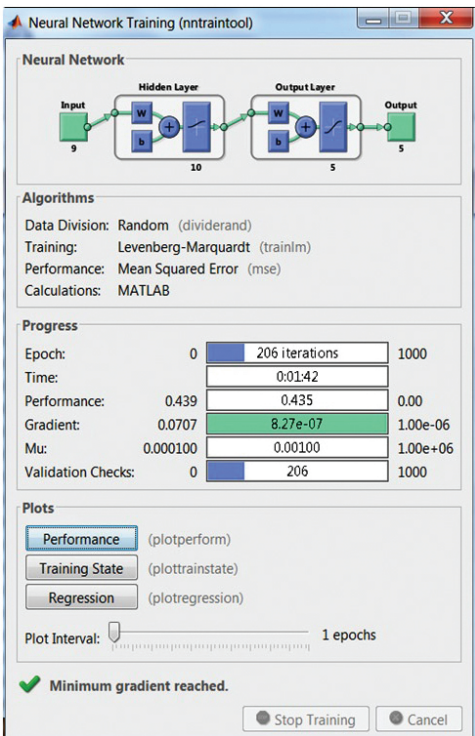 Neural Network Training (nntraintool)
Neural Network
Hidden Layer Output Layer
Input Output
W W
b b
9 5
10 5
Algorithms
Data Division: Random (dividerand)
Training: Levenberg-Marquardt (trainlm)
Performance: Mean Squared Error (mse)
Calculations: MATLAB
Progress
Epoch: 0 206 iterations 1000
Time: 0:01:42
Performance: 0.439 0.435 0.00
Gradient: 0.0707 8.27e-07 1.00e-06
Mu: 0.000100 0.00100 1.00e+06
Validation Checks: 0 206 1000
Plots
Performance (plotperform)
Training State (plottrainstate)
Regression (plotregression)
Plot Interval: 1 epochs
Minimum gradient reached.
Stop Training Cancel